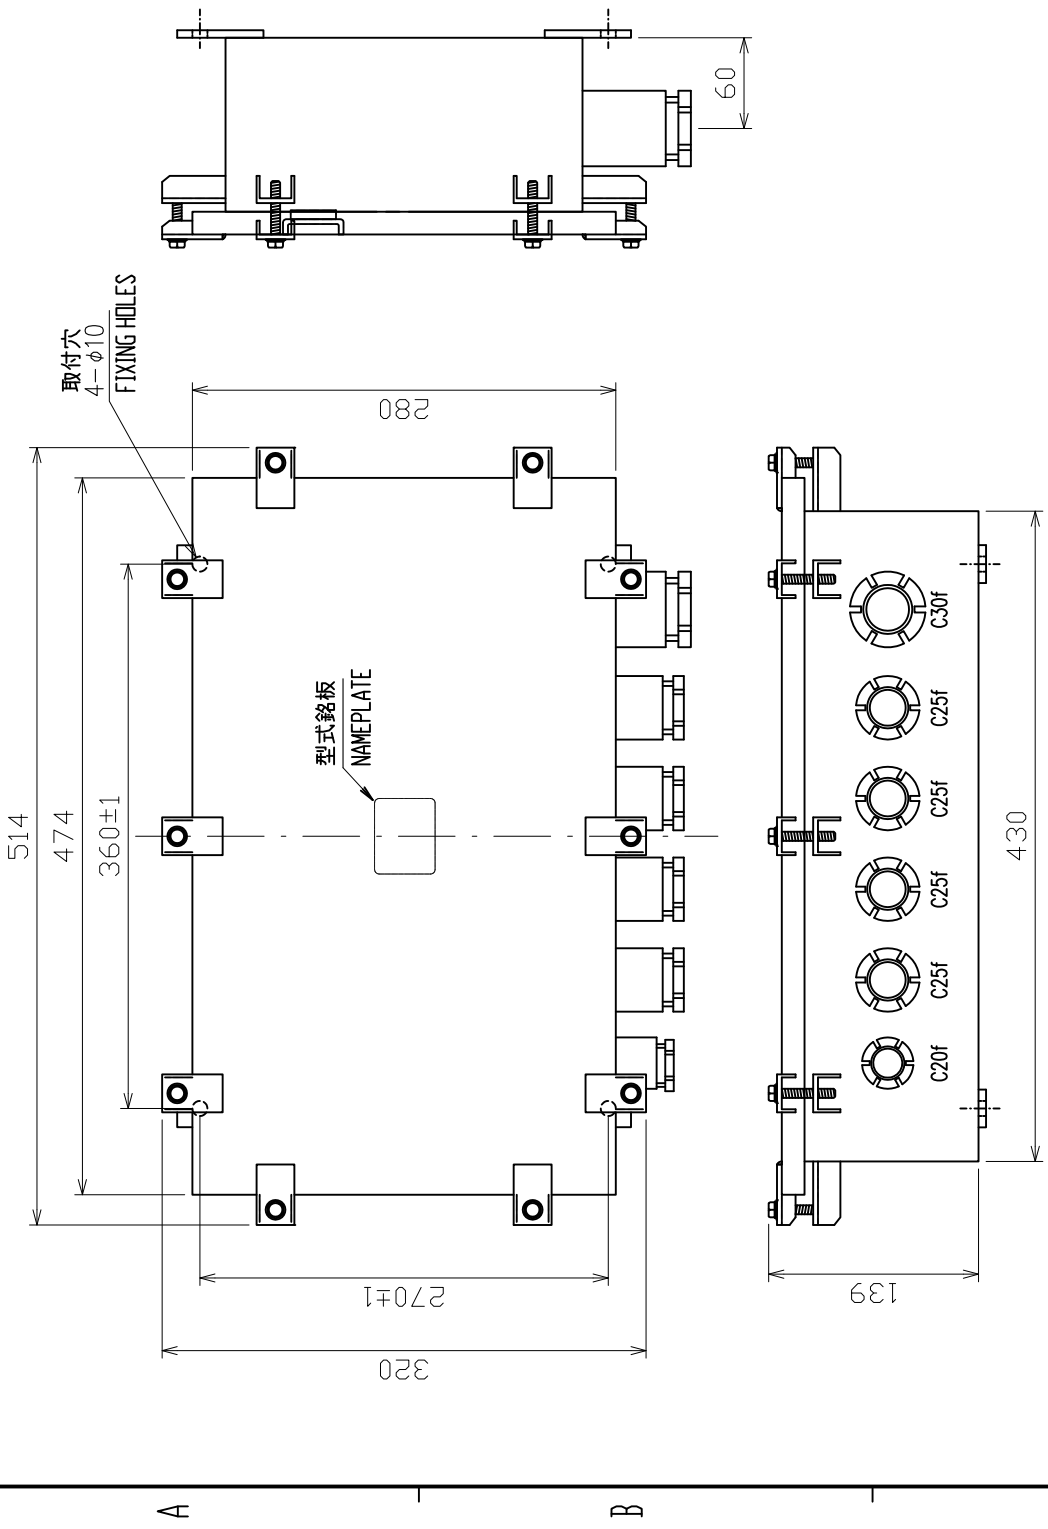 60
取付穴
4-φ10
FIXING HOLES
280
514
474
360±1
型式銘板
NAMEPLATE
C30f
C25f
C25f
C25f
C25f
C20f
430
270±1
139
320
A
B